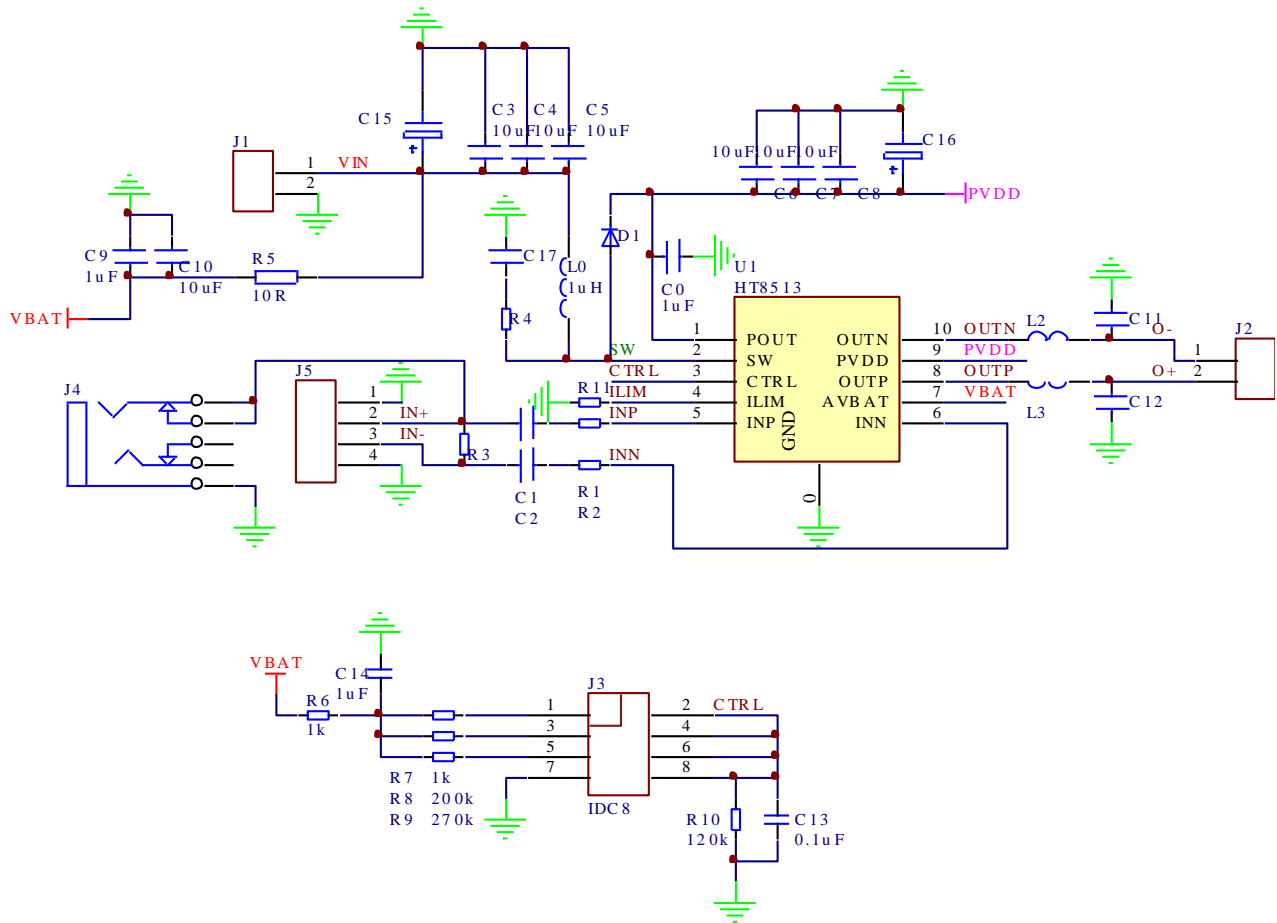 C15
C3 C4 C5
10uF 10uF 10uF
J1
1 VIN
2
C16
10uF 10uF 10uF
C6 C7 C8
PVDD
C9
1uF
C10
10uF
R5
10R
VBAT
C17
L0
1uH
R4
D1
C0
1uF
U1
HT8513
SW
CTRL
ILIM
INP
INN
1 POUT
2 SW
3 CTRL
4 ILIM
5 INP
GND
0
OUTN 10 OUTN
PVDD 9 PVDD
OUTP 8 OUTP
AVBAT 7 VBAT
INN 6
L2
L3
C11
C12
O-
O+
J2
1
2
J4
J5
1
2 IN+
3 IN-
4
R3
R11
C1
C2
R1
R2
VBAT
C14
1uF
R6
1k
R7 1k
R8 200k
R9 270k
J3
1 2 CTRL
3 4
5 6
7 8
IDC8
R10
120k
C13
0.1uF